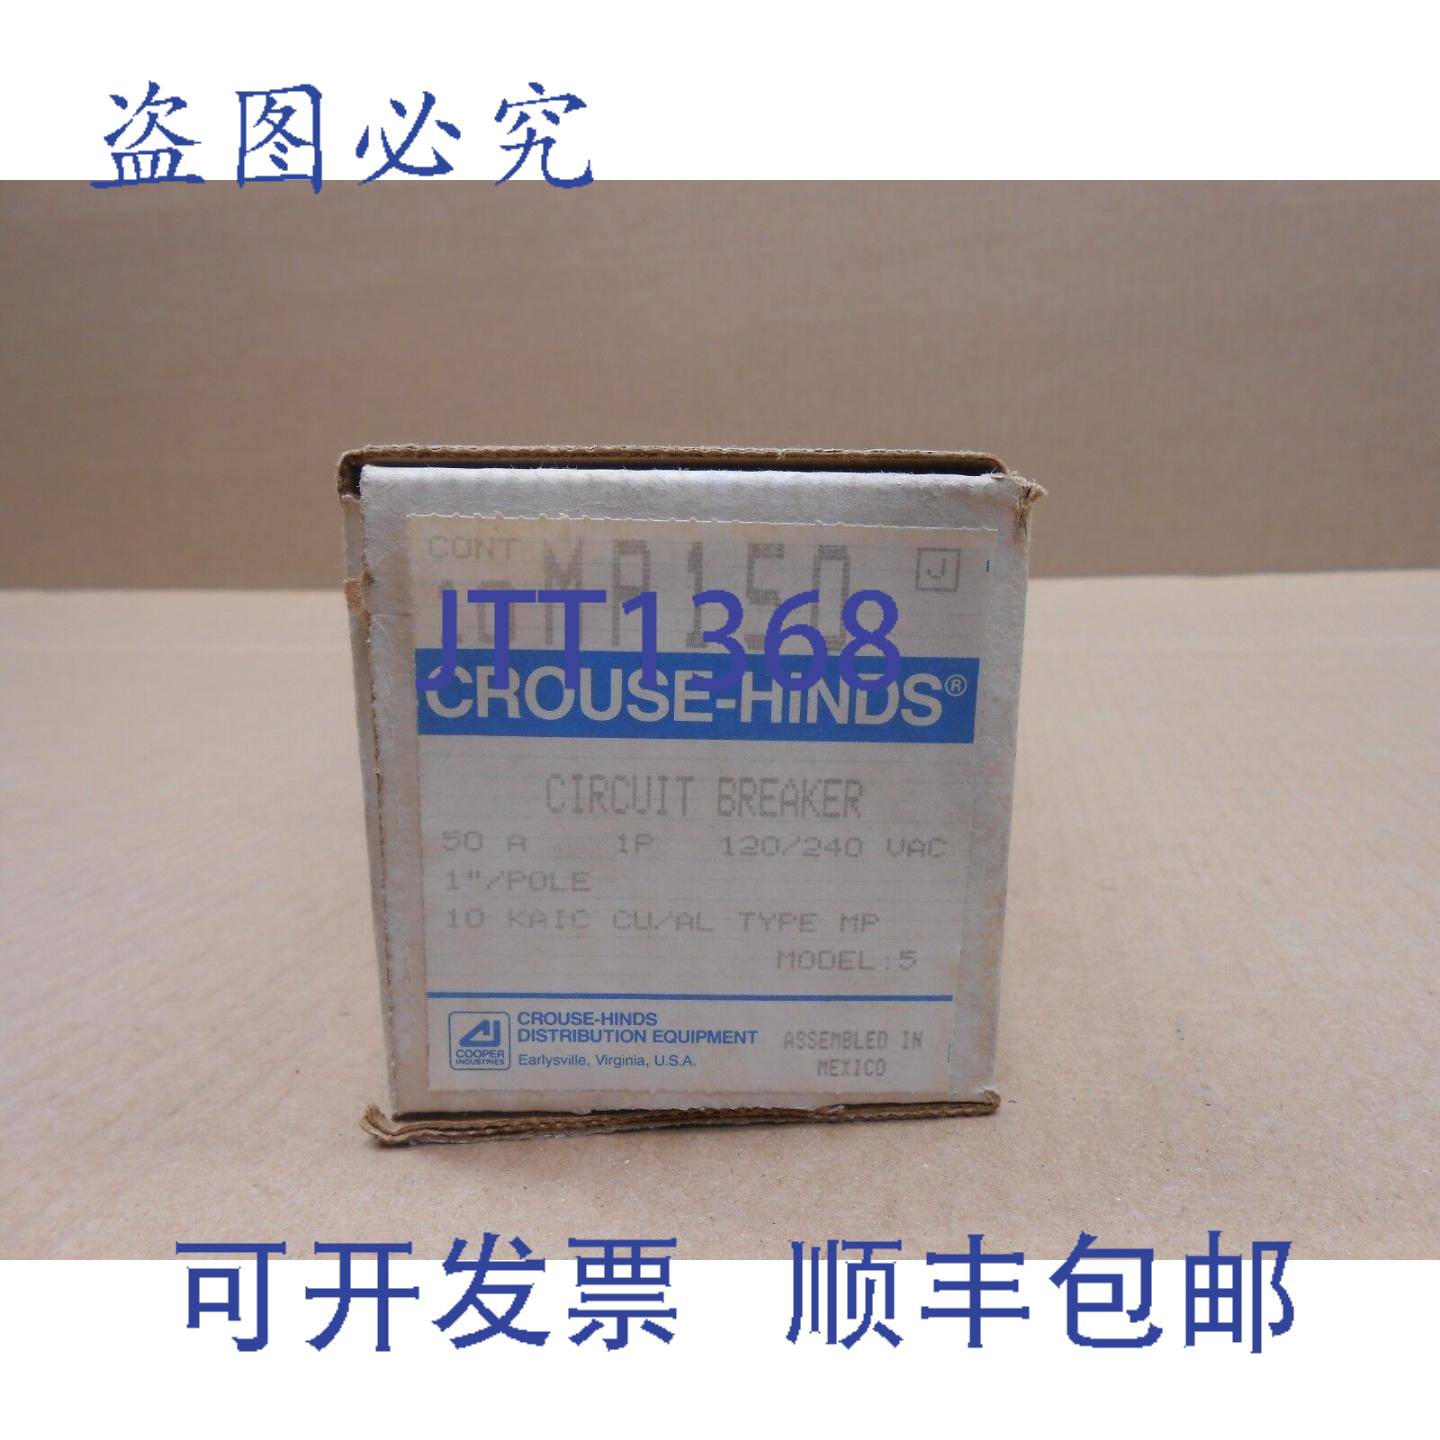 盗图必究
CONT
10 MP150 J
JTT1368
CROUSE-HINDS®
CIRCUIT BREAKER
50 A 1P 120/240 VAC
1"/POLE
10 KAIC CU/AL TYPE MP
MODEL:5
COOPER
INDUSTRIES
CROUSE-HINDS
DISTRIBUTION EQUIPMENT
Earlysville, Virginia, U.S.A.
ASSEMBLED IN
MEXICO
可开发票 顺丰包邮